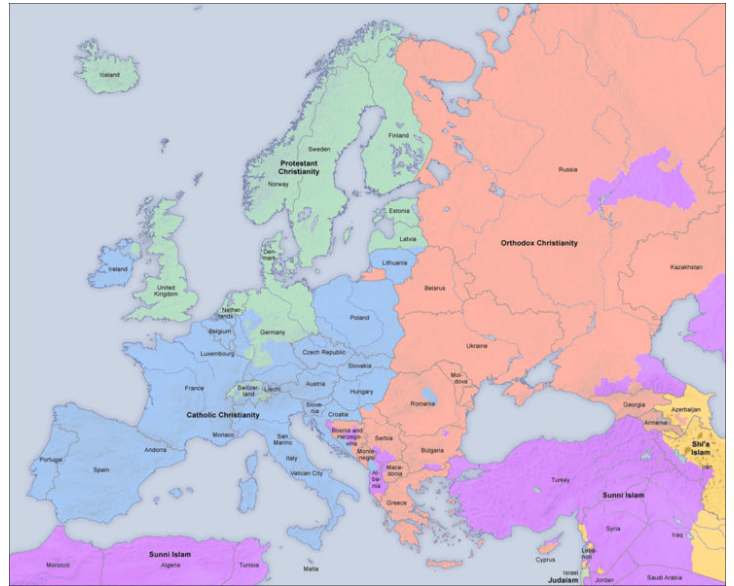 Iceland
Finland
Sweden
Protestant
Christianity
Norway
Russia
Estonia
Orthodox Christianity
Latvia
Den-
mark
Lithuania
Ireland
Kazakhstan
United
Kingdom
Belarus
Nether-
lands
Poland
Belgium
Germany
Ukraine
Luxembourg
Czech Republic
Slovakia
Mol-
dova
Austria
France
Switzer-
land
Liecht.
Hungary
Romania
Slove-
nia
Georgia
Azerbaijan
Catholic Christianity
Croatia
Armenia
Monaco
San
Marino
Bosnia and
Herzego-
vina
Serbia
Shi'a
Islam
Andorra
Monte-
negro
Bulgaria
Portugal
Spain
Italy
Vatican City
Mace-
donia
Iran
Al-
ba-
nia
Turkey
Sunni Islam
Greece
Syria
Iraq
Sunni Islam
Cyprus
Leba-
non
Morocco
Algeria
Tunisia
Malta
Israel
Judaism
Jordan
Saudi Arabia